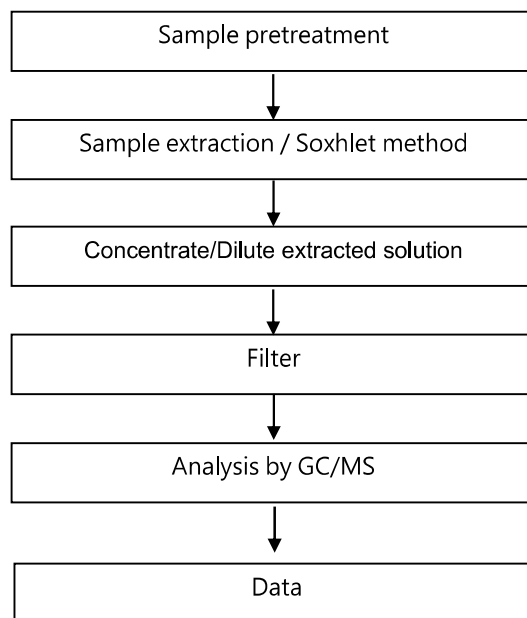 Sample pretreatment
Sample extraction / Soxhlet method
Concentrate/Dilute extracted solution
Filter
Analysis by GC/MS
Data